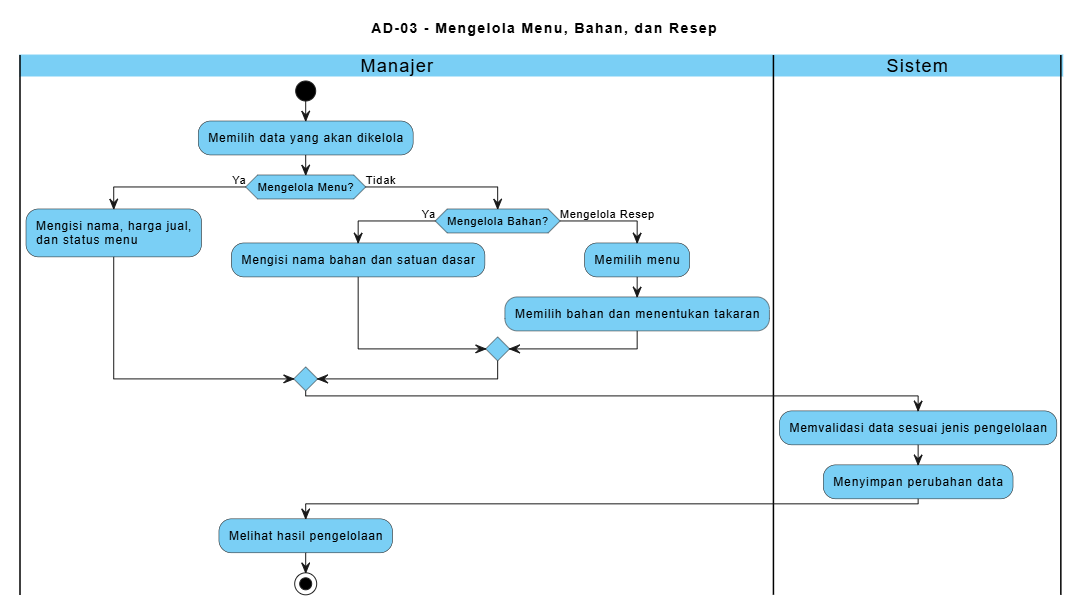 AD-03 - Mengelola Menu, Bahan, dan Resep
Manajer
Sistem
Memilih data yang akan dikelola
Ya
Mengelola Menu?
Tidak
Mengisi nama, harga jual,
dan status menu
Ya
Mengelola Bahan?
Mengelola Resep
Mengisi nama bahan dan satuan dasar
Memilih menu
Memilih bahan dan menentukan takaran
Memvalidasi data sesuai jenis pengelolaan
Menyimpan perubahan data
Melihat hasil pengelolaan